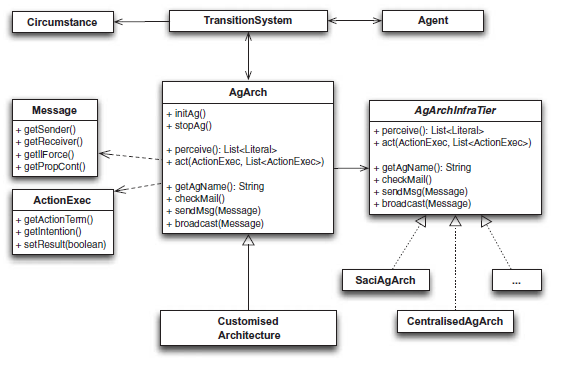 Circumstance
TransitionSystem
Agent
AgArch
+ initAg()
+ stopAg()
+ perceive(): List<Literal>
+ act(ActionExec, List<ActionExec>)
+ getAgName(): String
+ checkMail()
+ sendMsg(Message)
+ broadcast(Message)
Message
+ getSender()
+ getReceiver()
+ getIlForce()
+ getPropCont()
ActionExec
+ getActionTerm()
+ getIntention()
+ setResult(boolean)
AgArchInfraTier
+ perceive(): List<Literal>
+ act(ActionExec, List<ActionExec>)
+ getAgName(): String
+ checkMail()
+ sendMsg(Message)
+ broadcast(Message)
SaciAgArch
...
CentralisedAgArch
Customised
Architecture